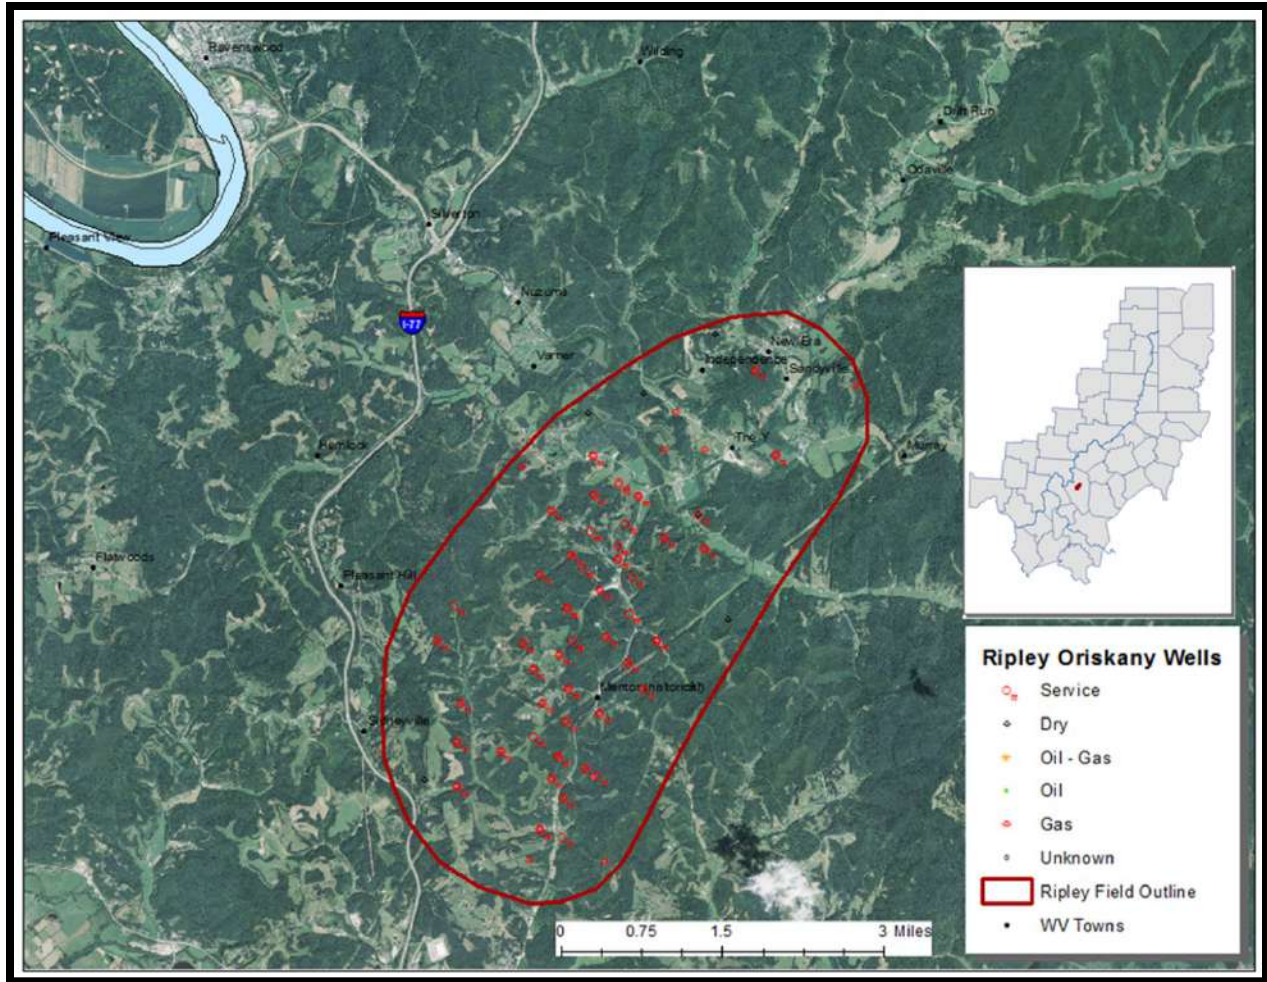 Ravenswood
Wilding
Drift Run
Odaville
Silverton
Pleasant View
Nuzums
I-77
New Era
Varner
Independence
Sandyville
The Y
Hemlock
Murray
Flatwoods
Pleasant Hill
Mentor (historical)
Sidneyville
Ripley Oriskany Wells
Service
Dry
Oil - Gas
Oil
Gas
Unknown
Ripley Field Outline
WV Towns
0 0.75 1.5 3 Miles